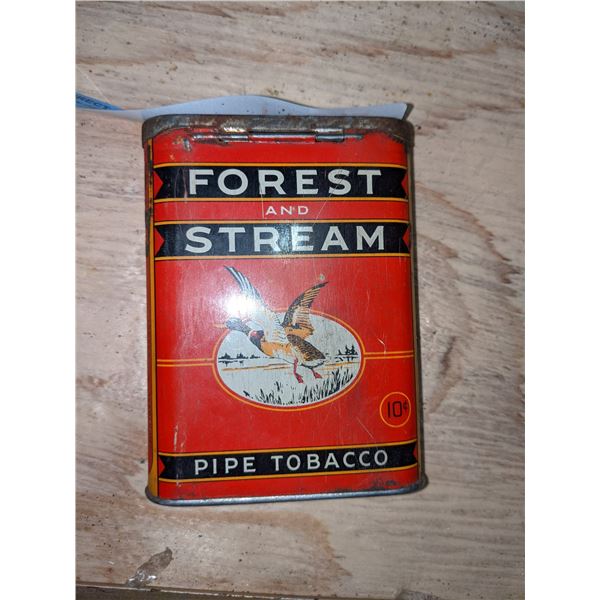 FOREST
AND
STREAM
10¢
PIPE TOBACCO